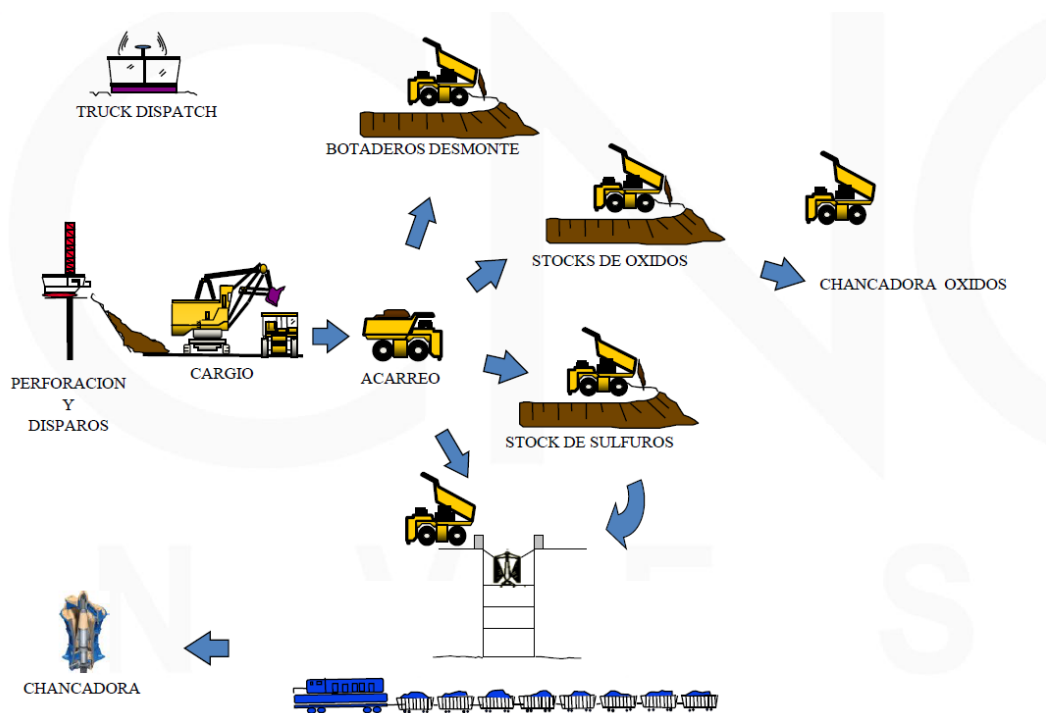 TRUCK DISPATCH
BOTADEROS DESMONTE
STOCKS DE OXIDOS
CHANCADORA OXIDOS
PERFORACION
Y
DISPAROS
CARGIO
ACARREO
STOCK DE SULFUROS
CHANCADORA